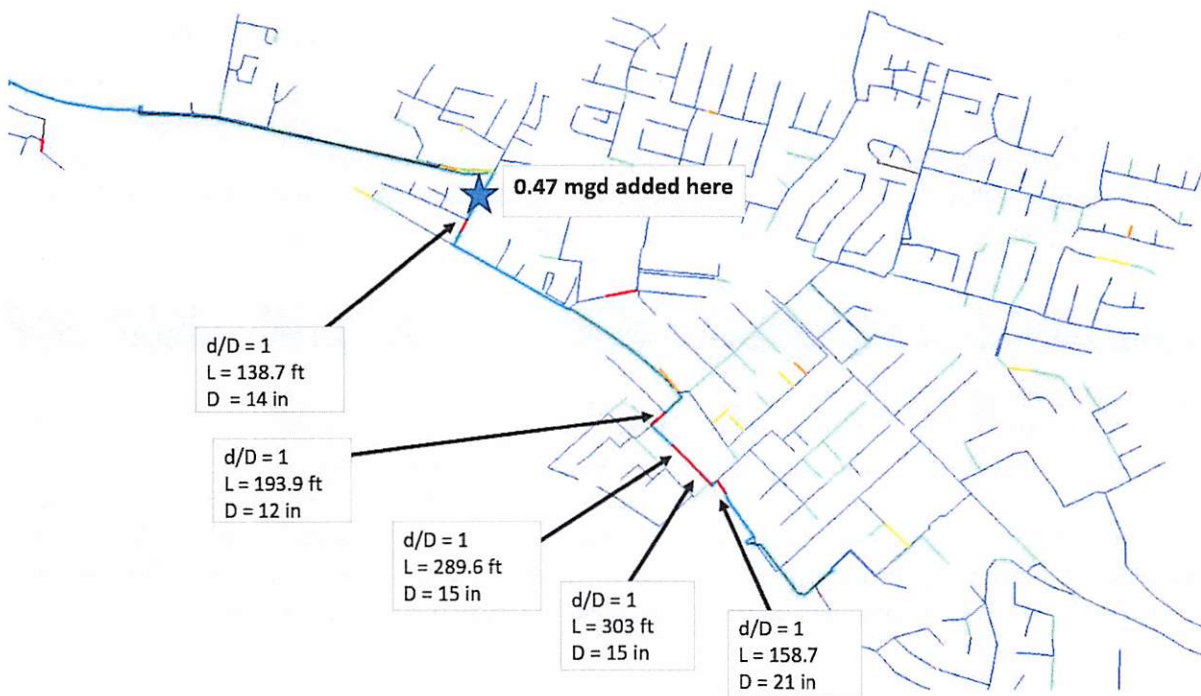 0.47 mgd added here
d/D = 1
L = 138.7 ft
D = 14 in
d/D = 1
L = 193.9 ft
D = 12 in
d/D = 1
L = 289.6 ft
D = 15 in
d/D = 1
L = 303 ft
D = 15 in
d/D = 1
L = 158.7
D = 21 in